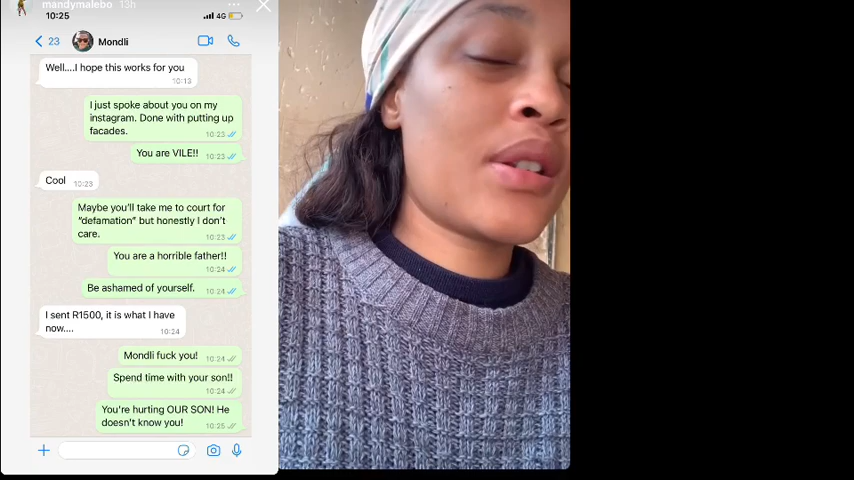 mandymalebo 13h
10:25
4G
23
Mondli
Well....I hope this works for you
10:13
I just spoke about you on my
instagram. Done with putting up
facades.
10:23
You are VILE!! 10:23
Cool 10:23
Maybe you'll take me to court for
“defamation” but honestly I don't
care.
10:23
You are a horrible father!!
10:24
Be ashamed of yourself. 10:24
I sent R1500, it is what I have
now....
10:24
Mondli fuck you! 10:24
Spend time with your son!!
10:24
You're hurting OUR SON! He
doesn't know you! 10:25